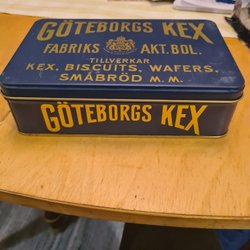 GÖTEBORGS KEX
FABRIKS AKT. BOL.
TILLVERKAR
KEX, BISCUITS, WAFERS,
SMÅBRÖD M. M.
GÖTEBORGS KEX